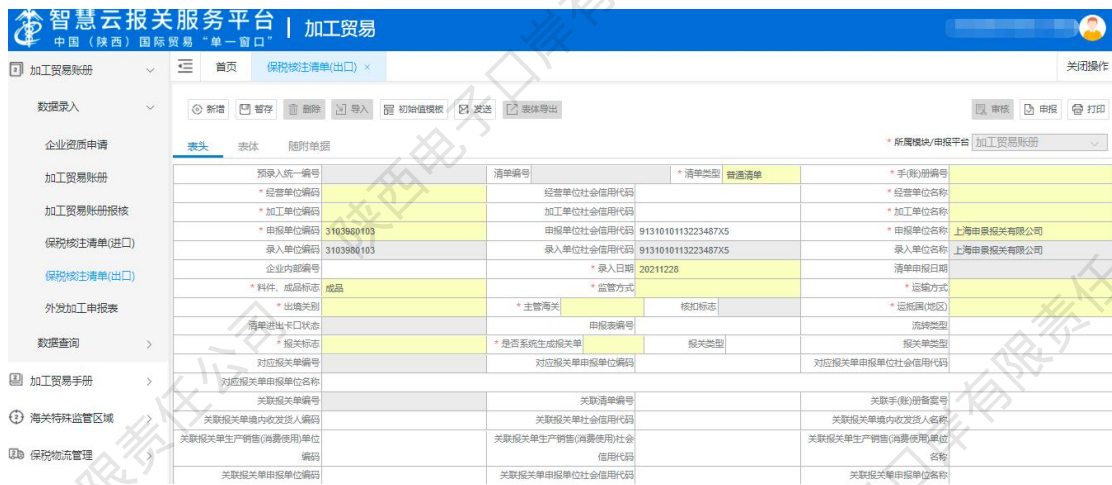 智慧云报关服务平台 | 加工贸易
中国（陕西）国际贸易“单一窗口”
加工贸易账册
数据录入
企业资质申请
加工贸易账册
加工贸易账册报核
保税核注清单(进口)
保税核注清单(出口)
外发加工申报表
数据查询
加工贸易手册
海关特殊监管区域
保税物流管理
首页 保税核注清单(出口) × 关闭操作
新增 暂存 删除 导入 初始值模板 发送 表体导出 审核 申报 打印
表头 表体 随附单据 * 所属模块/申报平台 加工贸易账册
预录入统一编号 清单编号 * 清单类型 普通清单 * 手(账)册编号
* 经营单位编码 经营单位社会信用代码 * 经营单位名称
* 加工单位编码 加工单位社会信用代码 * 加工单位名称
* 申报单位编码 3103980103 申报单位社会信用代码 9131010113223487X5 * 申报单位名称 上海申景报关有限公司
录入单位编码 3103980103 录入单位社会信用代码 9131010113223487X5 录入单位名称 上海申景报关有限公司
企业内部编号 * 录入日期 20211228 清单申报日期
* 料件、成品标志 成品 * 监管方式 * 运输方式
* 出境关别 * 主管海关 核扣标志 * 运抵国(地区)
清单进出卡口状态 申报表编号 流转类型
* 报关标志 * 是否系统生成报关单 报关类型 报关单类型
对应报关单编号 对应报关单申报单位编码 对应报关单申报单位社会信用代码
对应报关单申报单位名称
关联报关单编号 关联清单编号 关联手(账)册备案号
关联报关单境内收发货人编码 关联报关单社会信用代码 关联报关单境内收发货人名称
关联报关单生产销售(消费使用)单位 关联报关单生产销售(消费使用)社会 关联报关单生产销售(消费使用)单位
编码 信用代码 名称
关联报关单申报单位编码 关联报关单申报单位社会信用代码 关联报关单申报单位名称
陕西电子口岸有
限责任公司
口岸有限责任